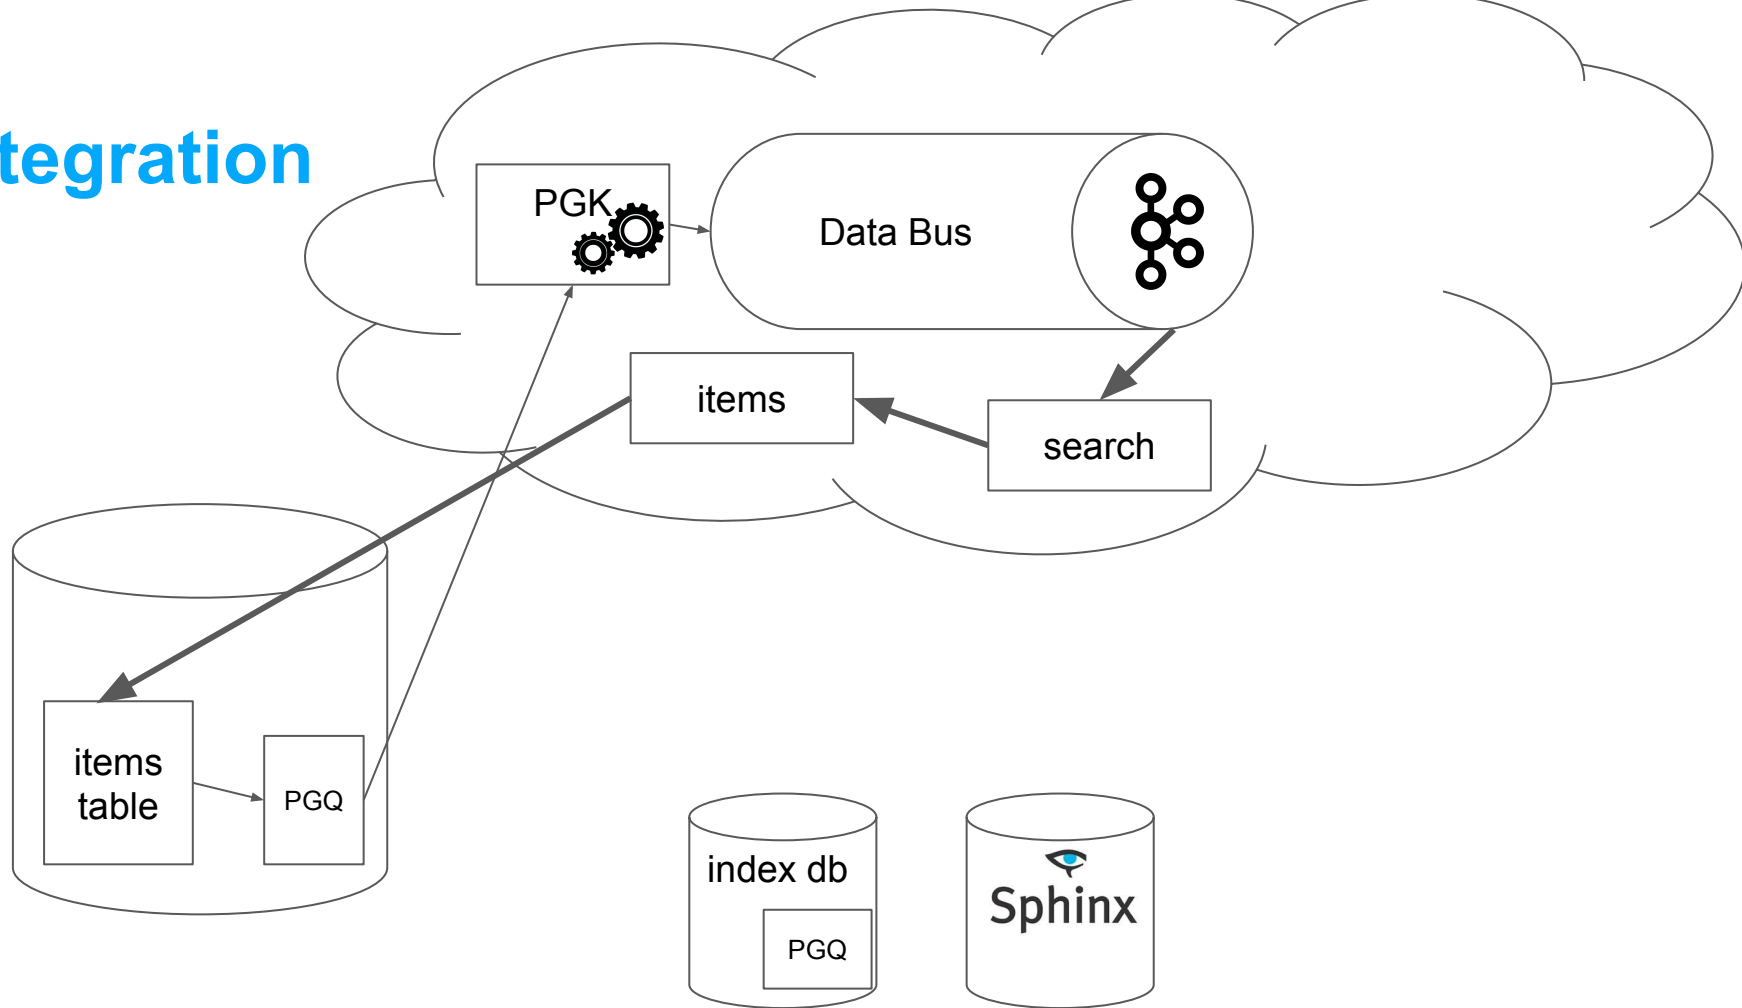 tegration
PGK
Data Bus
items
search
items
table
PGQ
index db
PGQ
Sphinx